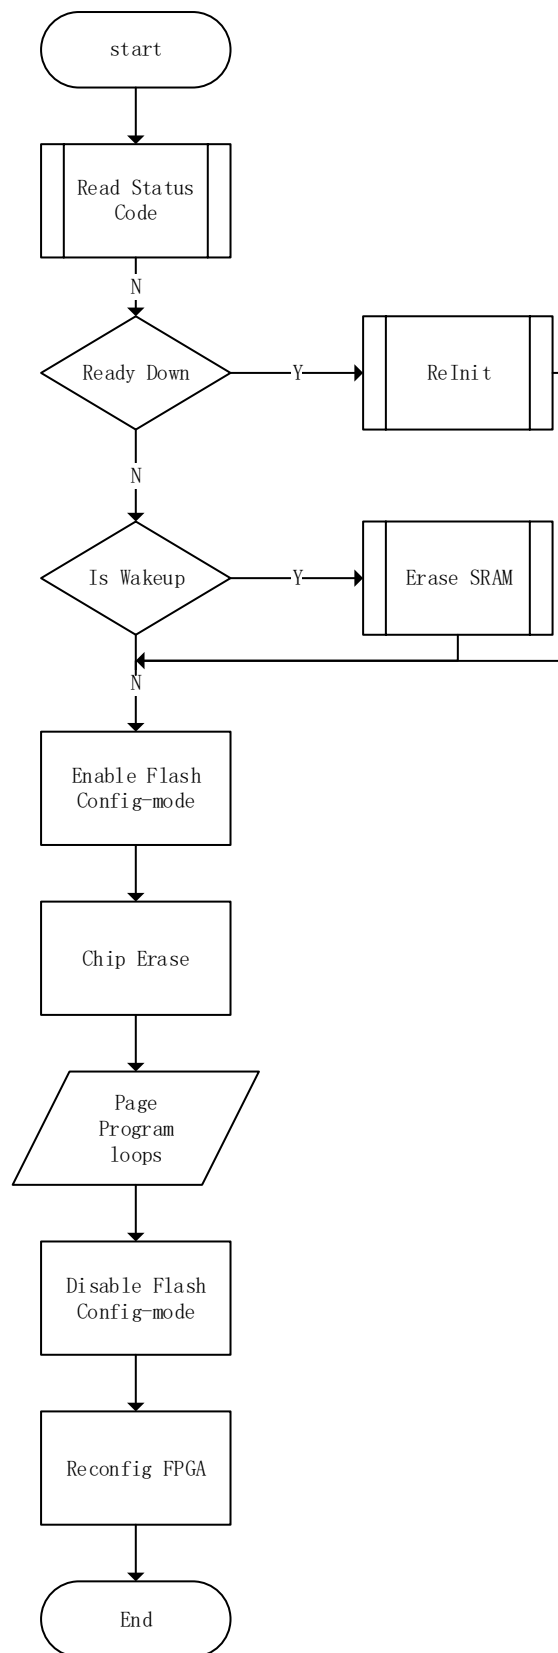 start
Read Status
Code
N
Ready Down
Y
ReInit
N
Is Wakeup
Y
Erase SRAM
N
Enable Flash
Config-mode
Chip Erase
Page
Program
loops
Disable Flash
Config-mode
Reconfig FPGA
End